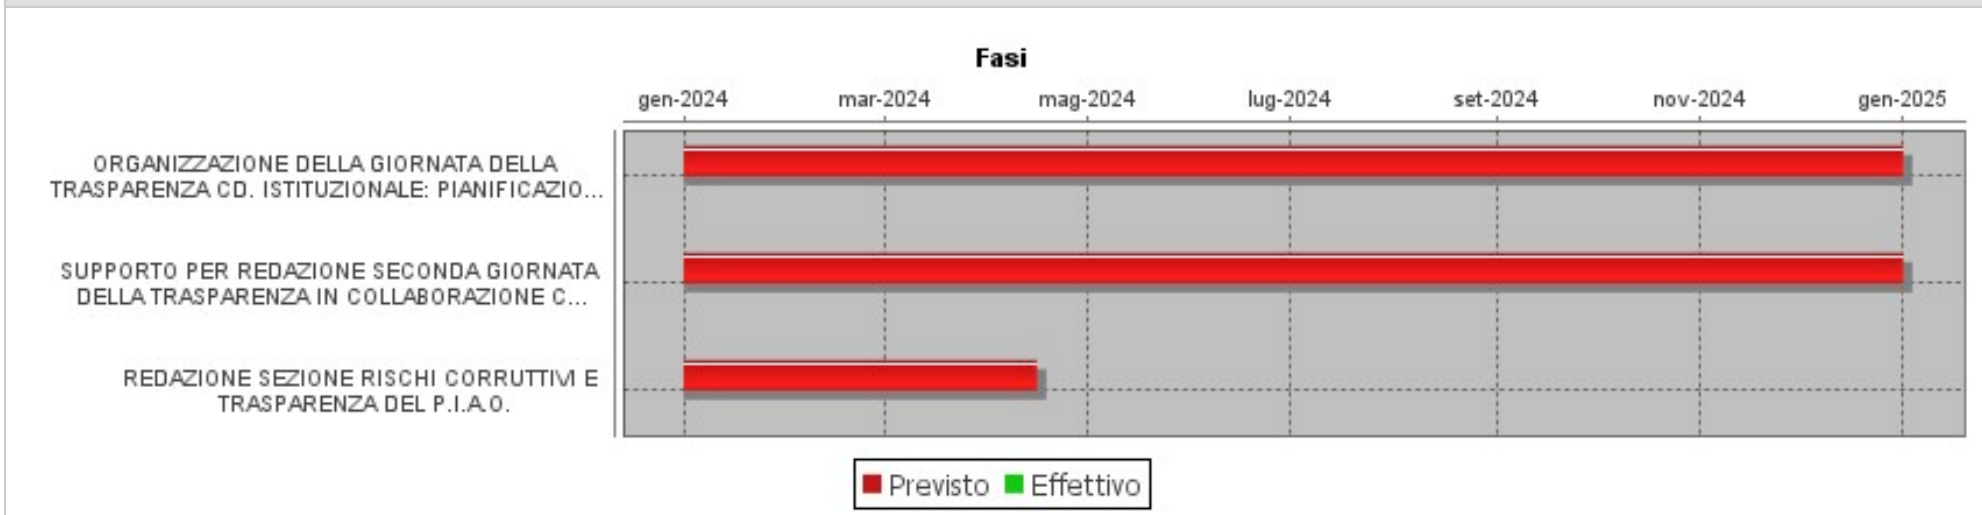 Fasi
gen-2024 mar-2024 mag-2024 lug-2024 set-2024 nov-2024 gen-2025
ORGANIZZAZIONE DELLA GIORNATA DELLA
TRASPARENZA CD. ISTITUZIONALE: PIANIFICAZIO...
SUPPORTO PER REDAZIONE SECONDA GIORNATA
DELLA TRASPARENZA IN COLLABORAZIONE C...
REDAZIONE SEZIONE RISCHI CORRUTTIVI E
TRASPARENZA DEL P.I.A.O.
Previsto Effettivo